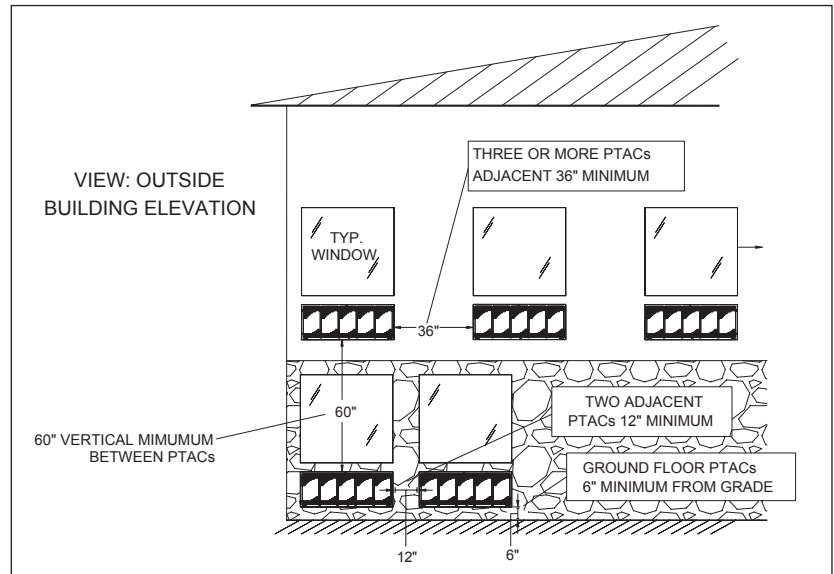 THREE OR MORE PTACs
ADJACENT 36" MINIMUM
VIEW: OUTSIDE
BUILDING ELEVATION
TYP.
WINDOW
36"
60"
TWO ADJACENT
PTACs 12" MINIMUM
60" VERTICAL MIMUMUM
BETWEEN PTACs
GROUND FLOOR PTACs
6" MINIMUM FROM GRADE
12"
6"